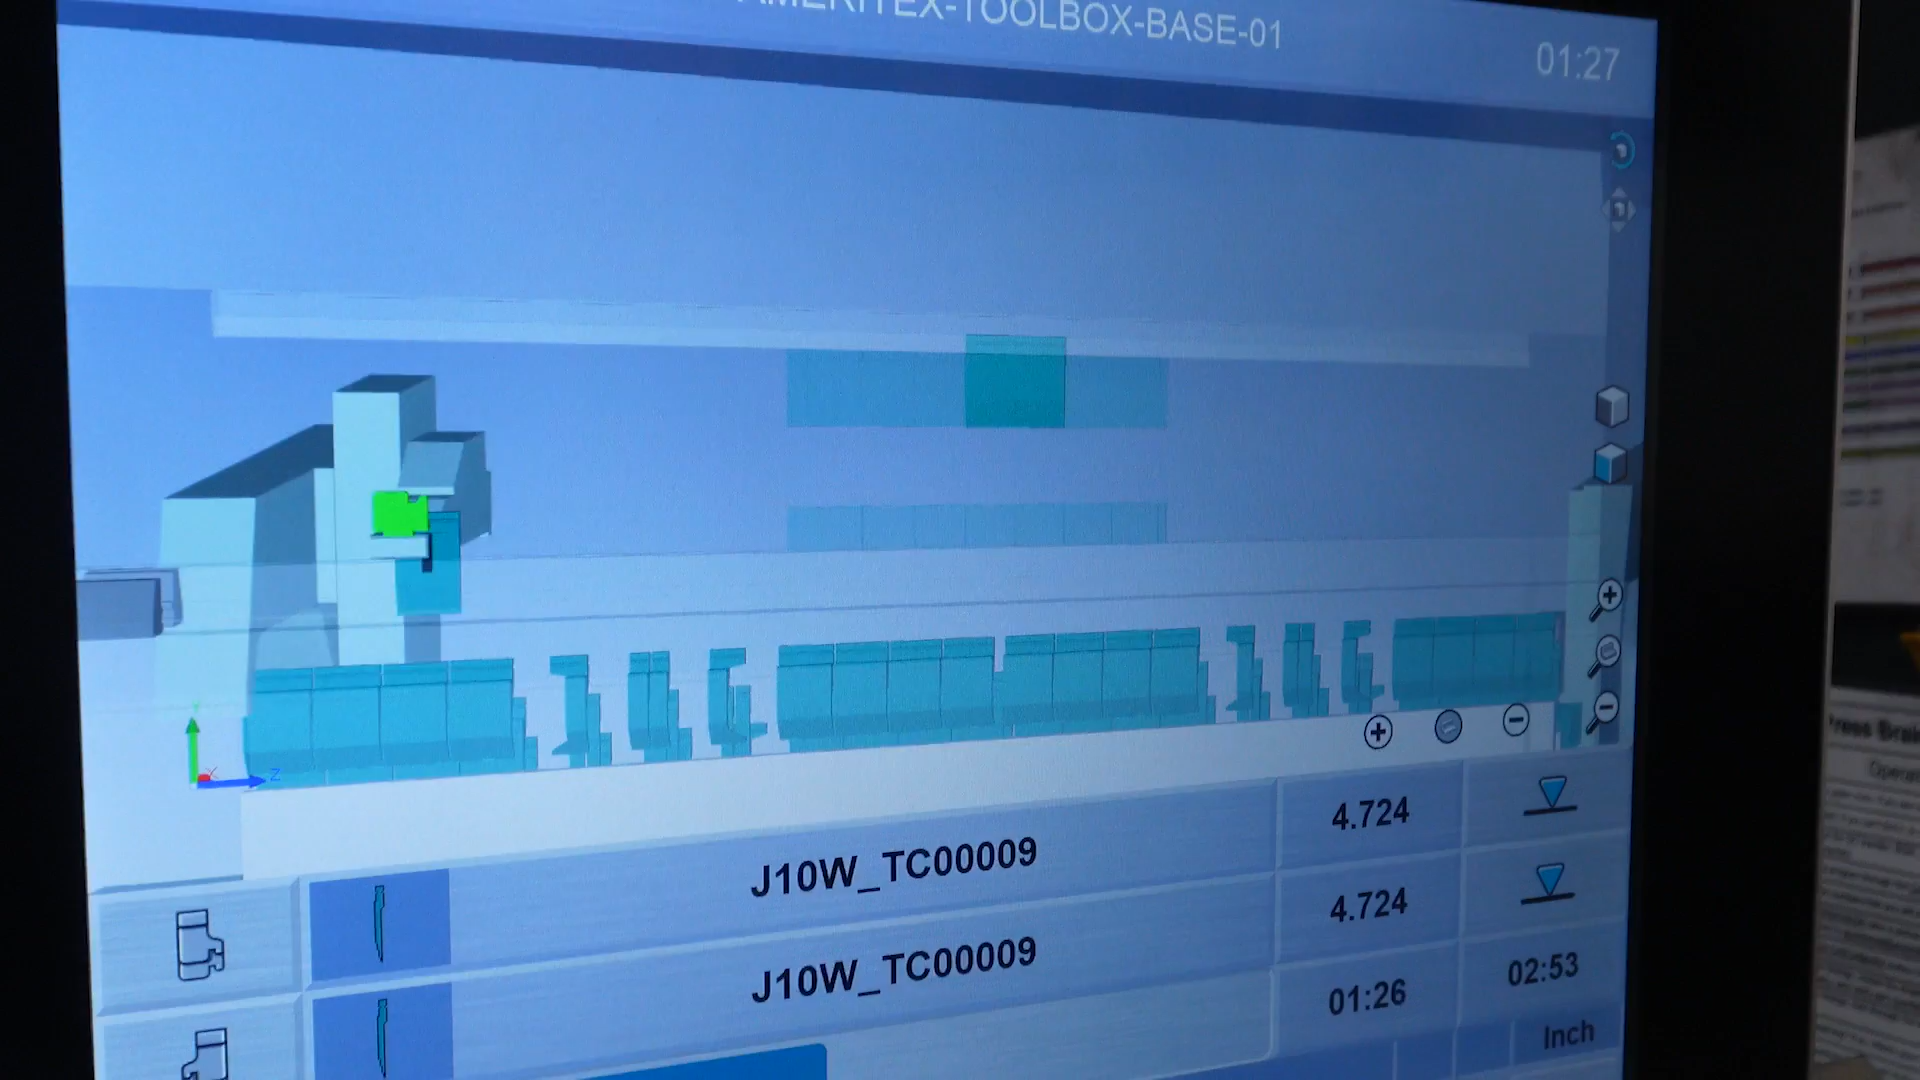 AMERITEX-TOOLBOX-BASE-01
01:27
Z
J10W_TC00009
4.724
J10W_TC00009
4.724
01:26
02:53
Inch